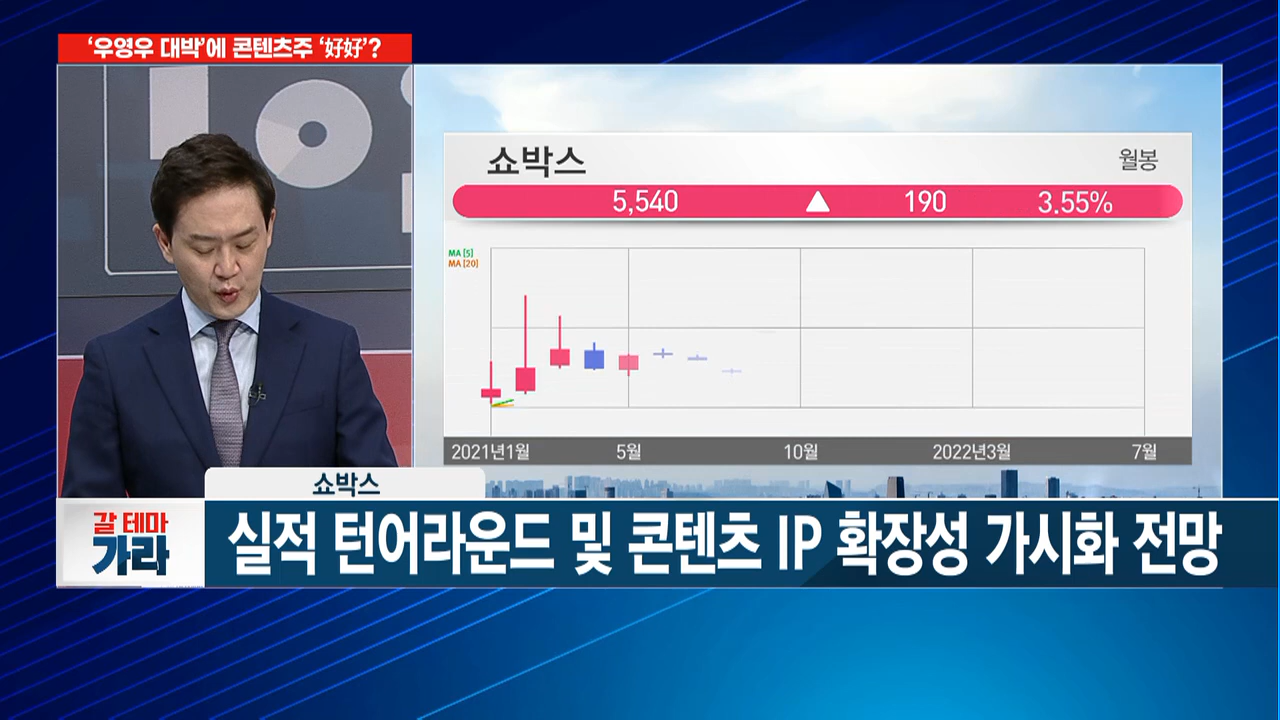 ‘우영우 대박’에 콘텐츠주 ‘好好’?
쇼박스
월봉
5,540 ▲ 190 3.55%
MA [5]
MA [20]
2021년1월 5월 10월 2022년3월 7월
쇼박스
갈 테마
가라
실적 턴어라운드 및 콘텐츠 IP 확장성 가시화 전망